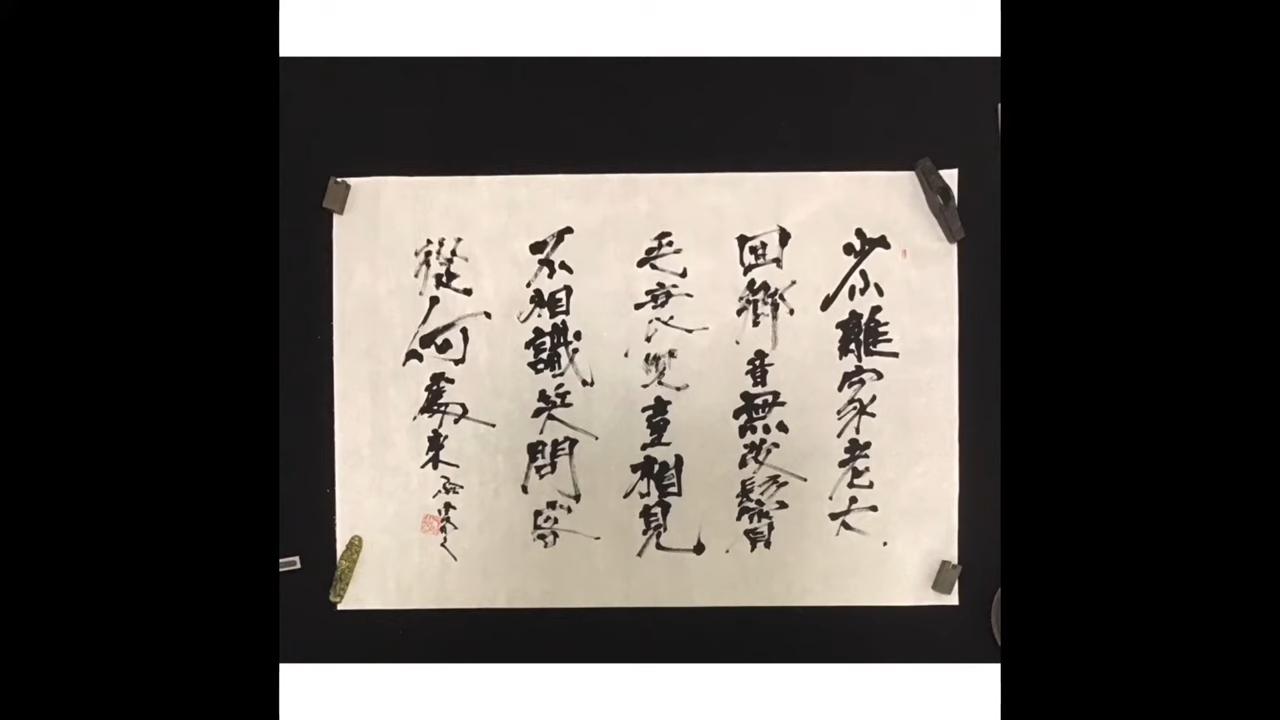 少小離家老大
回鄉音無改鬢
毛衰兒童相見
不相識笑問客
從何處来